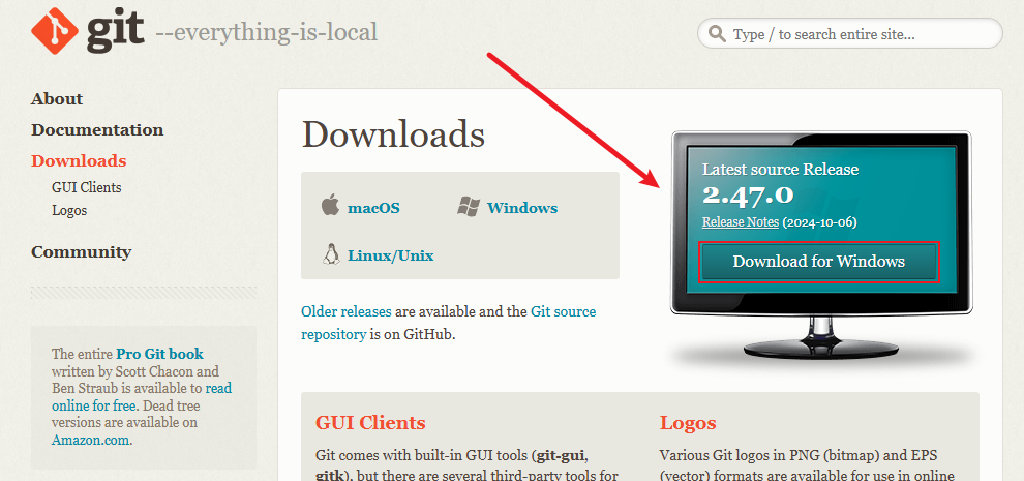 git --everything-is-local
Type / to search entire site...
About
Documentation
Downloads
GUI Clients
Logos
Community
The entire Pro Git book
written by Scott Chacon and
Ben Straub is available to read
online for free. Dead tree
versions are available on
Amazon.com.
Downloads
macOS
Windows
Linux/Unix
Older releases are available and the Git source
repository is on GitHub.
Latest source Release
2.47.0
Release Notes (2024-10-06)
Download for Windows
GUI Clients
Git comes with built-in GUI tools (git-gui,
gitk), but there are several third-party tools for
Logos
Various Git logos in PNG (bitmap) and EPS
(vector) formats are available for use in online